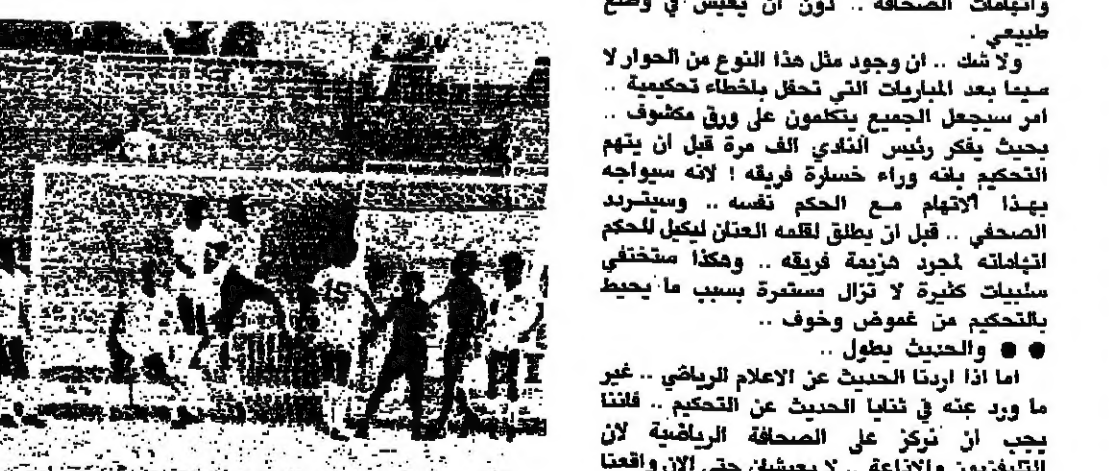 واتهامات الصحافة .. دون ان يعيش في وضع
طبيعي .
ولا شك .. ان وجود مثل هذا النوع من الحوار لا
سيما بعد المباريات التي تحفل باخطاء تحكيمية ..
امر سيجعل الجميع يتكلمون على ورق مكشوف ..
بحيث يفكر رئيس النادي الف مرة قبل ان يتهم
التحكيم بانه وراء خسارة فريقه ! لانه سيواجه
بهذا الاتهام مع الحكم نفسه .. وسيتردد
الصحفي .. قبل ان يطلق لقلمه العنان ليكيل للحكم
اتهاماته لمجرد هزيمة فريقه .. وهكذا ستختفي
سلبيات كثيرة لا تزال مستمرة بسبب ما يحيط
بالتحكيم من غموض وخوف ..
●● والحديث يطول ..
اما اذا اردنا الحديث عن الاعلام الرياضي .. غير
ما ورد عنه في ثنايا الحديث عن التحكيم .. فاننا
يجب ان نركز على الصحافة الرياضية لان
التليفزيون والاذاعة .. لا يعيشان حتى الان واقعنا
15